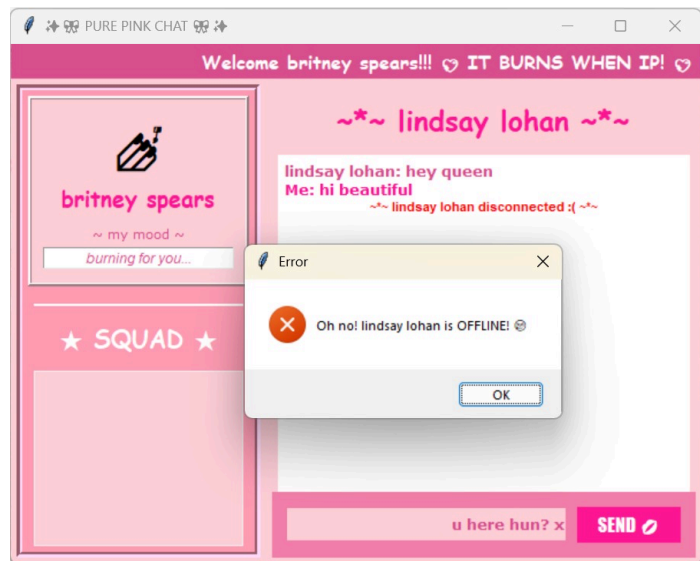 PURE PINK CHAT
Welcome britney spears!!! ღ IT BURNS WHEN IP! ღ
britney spears
~ my mood ~
burning for you...
★ SQUAD ★
~*~ lindsay lohan ~*~
lindsay lohan: hey queen
Me: hi beautiful
~*~ lindsay lohan disconnected :( ~*~
Error
Oh no! lindsay lohan is OFFLINE!
OK
u here hun? x
SEND